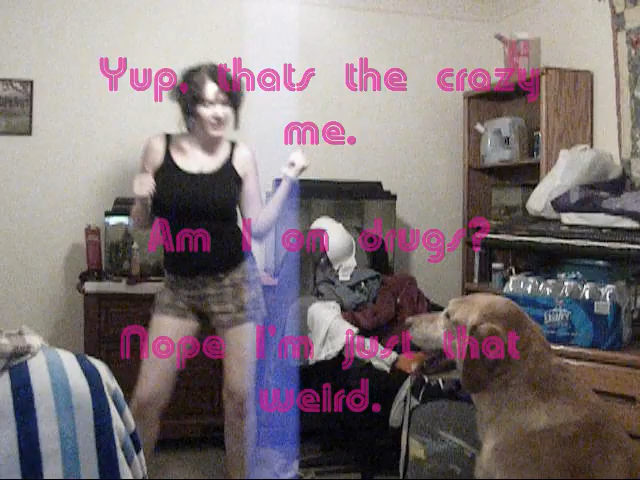 Yup, thats the crazy
me.
Am I on drugs?
Nope I'm just that
weird.